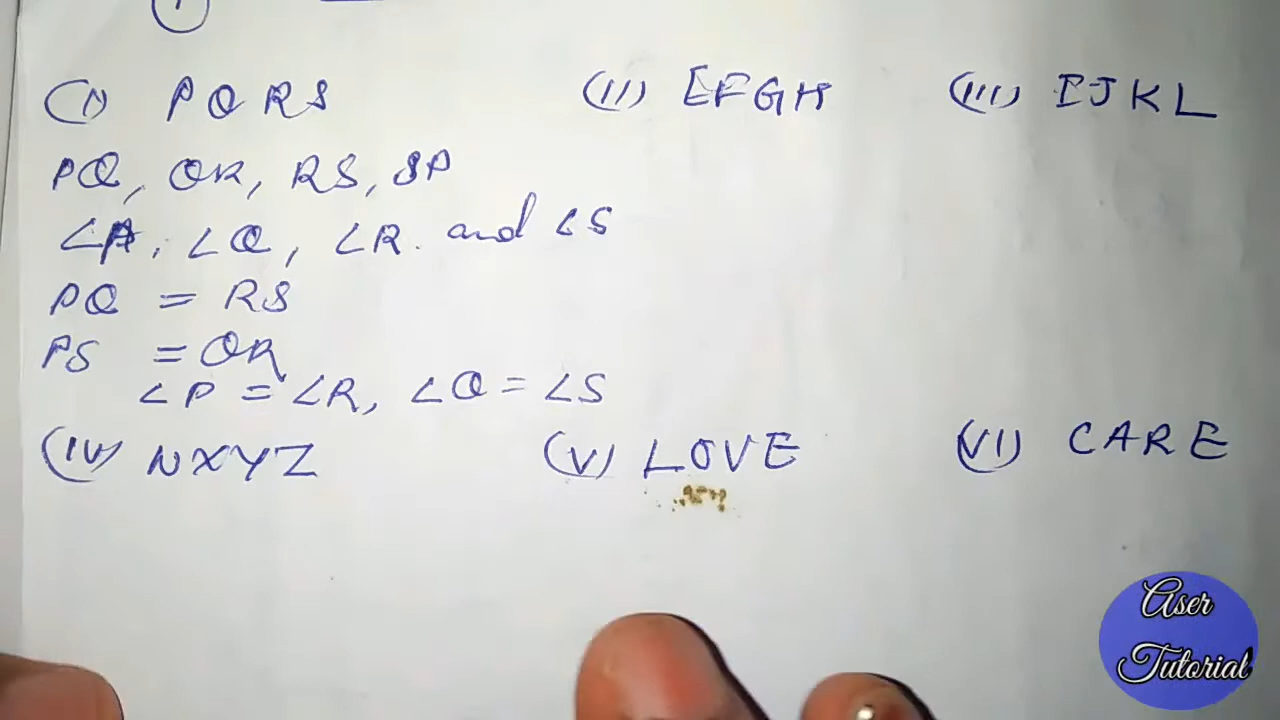 (I) PQRS (II) EFGH (III) IJKL
PQ, QR, RS, SP
∠P, ∠Q, ∠R. and ∠S
PQ = RS
PS = QR
∠P = ∠R, ∠Q = ∠S
(IV) NXYZ (V) LOVE (VI) CARE
Aser
Tutorial